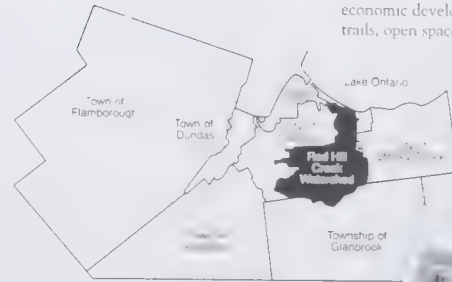 economic devel
trails, open spac
Lake Ontario
Town of
Flamborough
Town of
Dundas
Red Hill
Creek
Watershed
Township of
Glanbrook